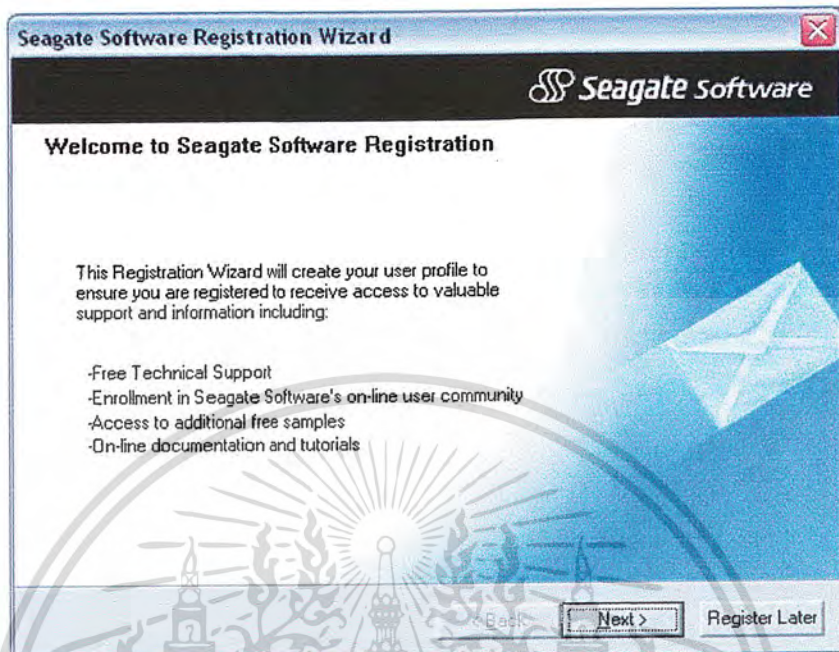 Seagate Software Registration Wizard
Seagate Software
Welcome to Seagate Software Registration
This Registration Wizard will create your user profile to
ensure you are registered to receive access to valuable
support and information including:
-Free Technical Support
-Enrollment in Seagate Software's on-line user community
-Access to additional free samples
-On-line documentation and tutorials
< Back Next > Register Later